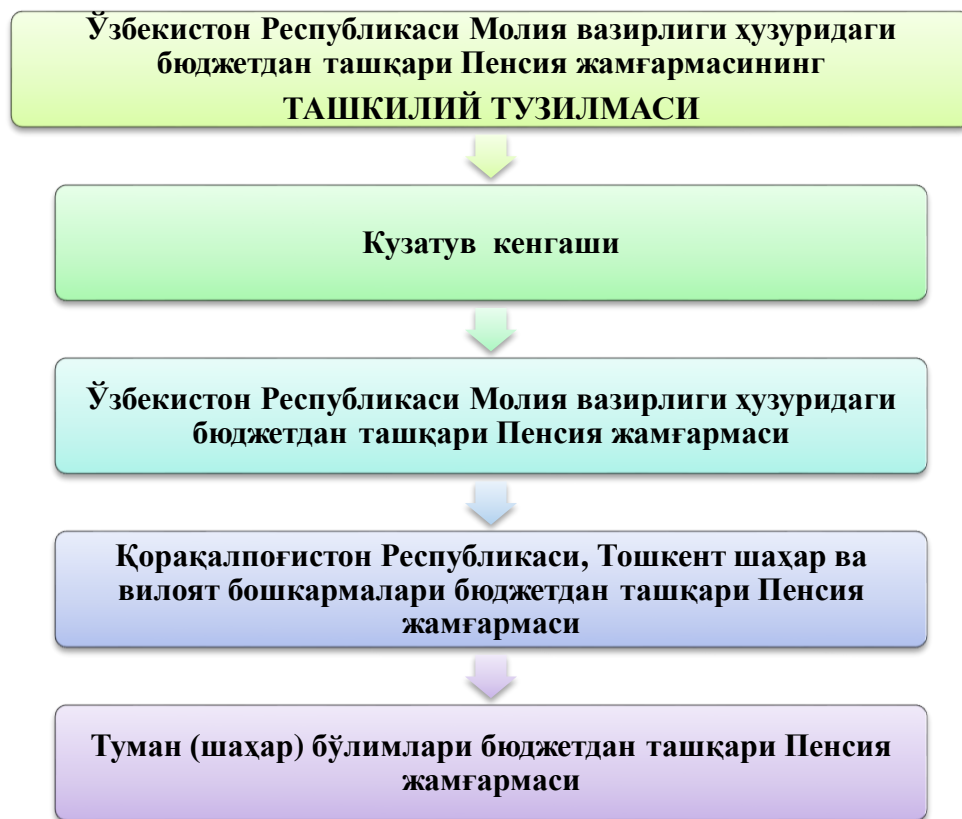 Ўзбекистон Республикаси Молия вазирлиги ҳузуридаги
бюджетдан ташқари Пенсия жамғармасининг
ТАШКИЛИЙ ТУЗИЛМАСИ
Кузатув кенгаши
Ўзбекистон Республикаси Молия вазирлиги ҳузуридаги
бюджетдан ташқари Пенсия жамғармаси
Қорақалпоғистон Республикаси, Тошкент шаҳар ва
вилоят бошкармалари бюджетдан ташқари Пенсия
жамғармаси
Туман (шаҳар) бўлимлари бюджетдан ташқари Пенсия
жамғармаси